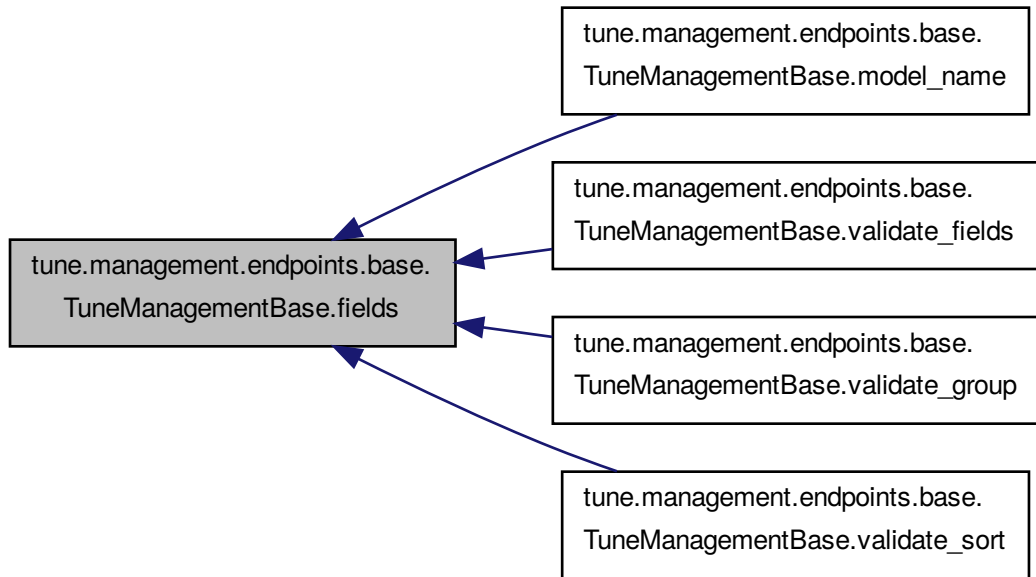 tune.management.endpoints.base.
TuneManagementBase.model_name
tune.management.endpoints.base.
TuneManagementBase.validate_fields
tune.management.endpoints.base.
TuneManagementBase.fields
tune.management.endpoints.base.
TuneManagementBase.validate_group
tune.management.endpoints.base.
TuneManagementBase.validate_sort